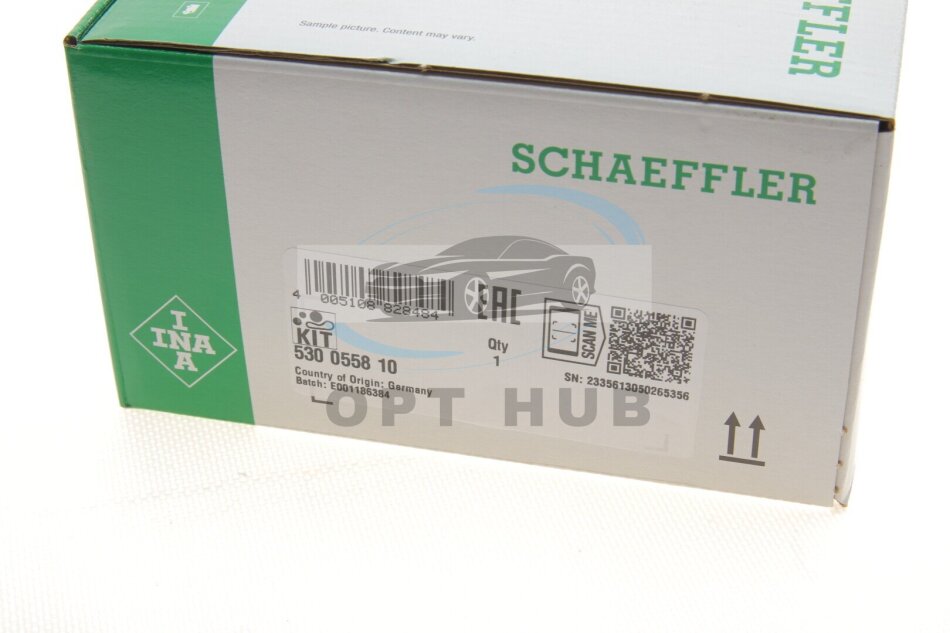 Sample picture. Content may vary.
SCHAEFFLER
4 005108 828484
EAC
KIT
530 0558 10
Qty
1
SCAN ME
Country of Origin: Germany
Batch: E001186384
SN: 2335613050265356
I
INA
A
OPT HUB